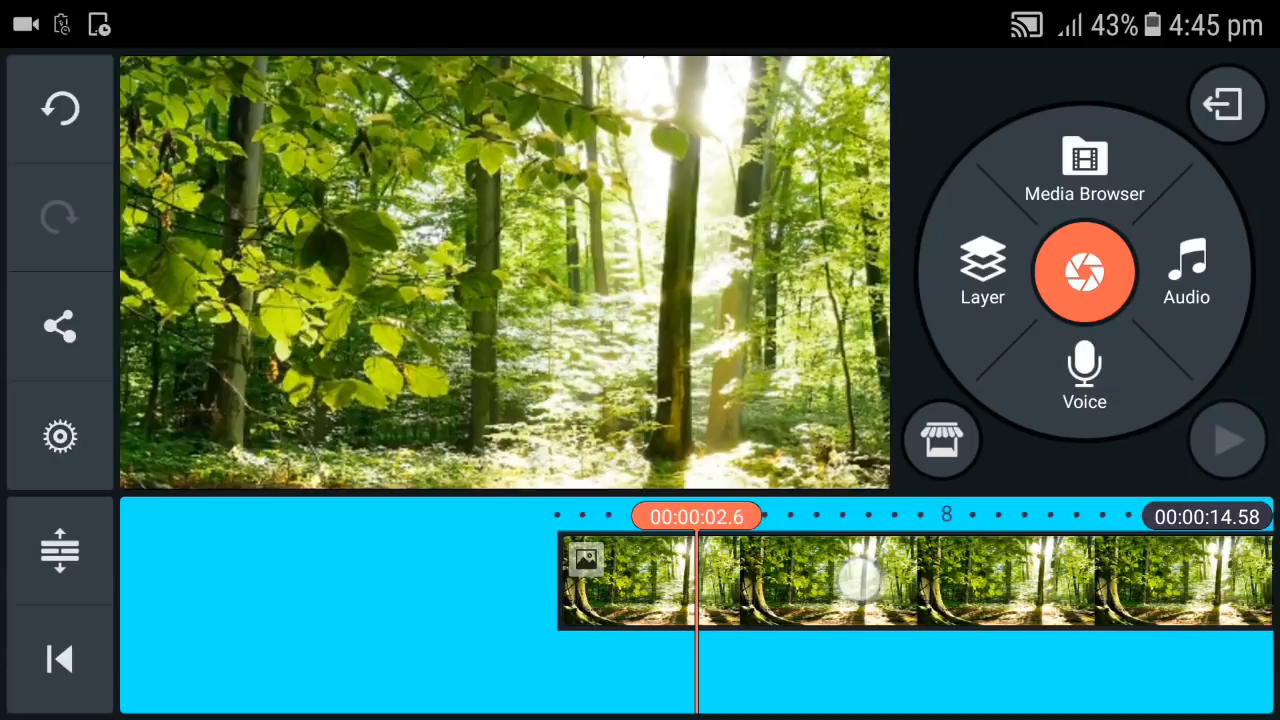 43% 4:45 pm
Media Browser
Layer
Audio
Voice
00:00:02.6
8
00:00:14.58